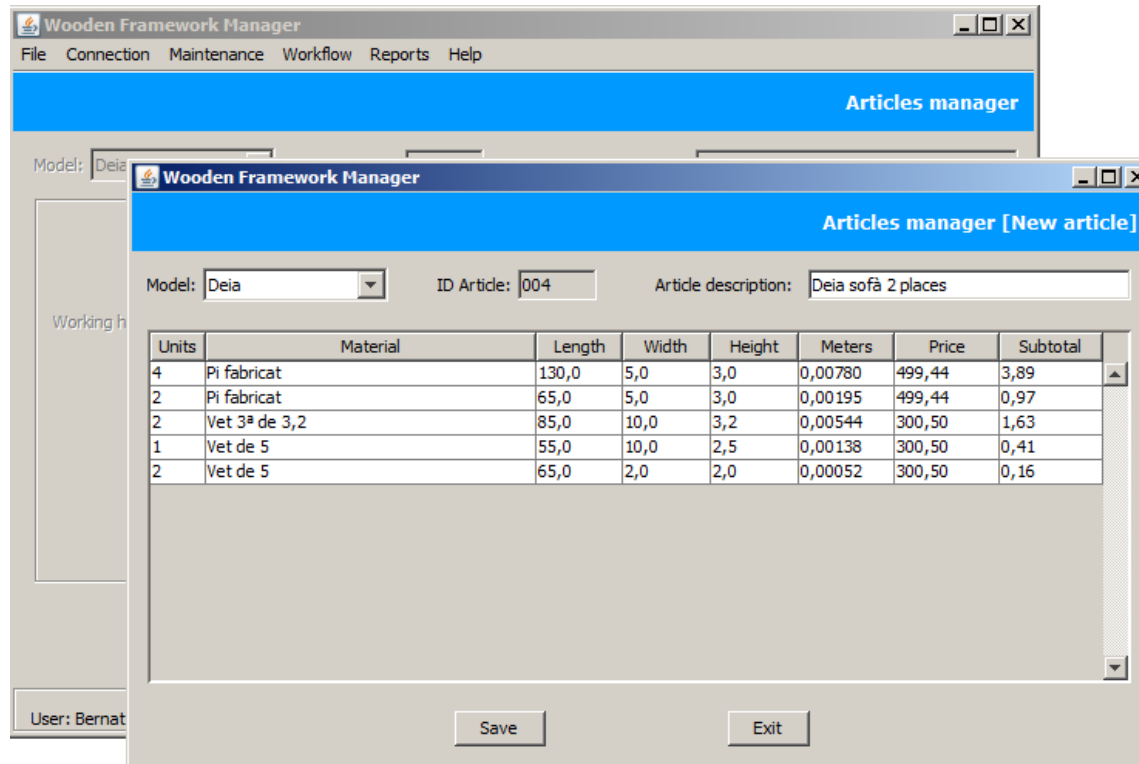 Wooden Framework Manager
File Connection Maintenance Workflow Reports Help
Articles manager
Model: Deia
Wooden Framework Manager
Articles manager [New article]
Model: Deia ID Article: 004 Article description: Deia sofà 2 places
Working h
Units Material Length Width Height Meters Price Subtotal
4 Pi fabricat 130,0 5,0 3,0 0,00780 499,44 3,89
2 Pi fabricat 65,0 5,0 3,0 0,00195 499,44 0,97
2 Vet 3ª de 3,2 85,0 10,0 3,2 0,00544 300,50 1,63
1 Vet de 5 55,0 10,0 2,5 0,00138 300,50 0,41
2 Vet de 5 65,0 2,0 2,0 0,00052 300,50 0,16
User: Bernat
Save Exit